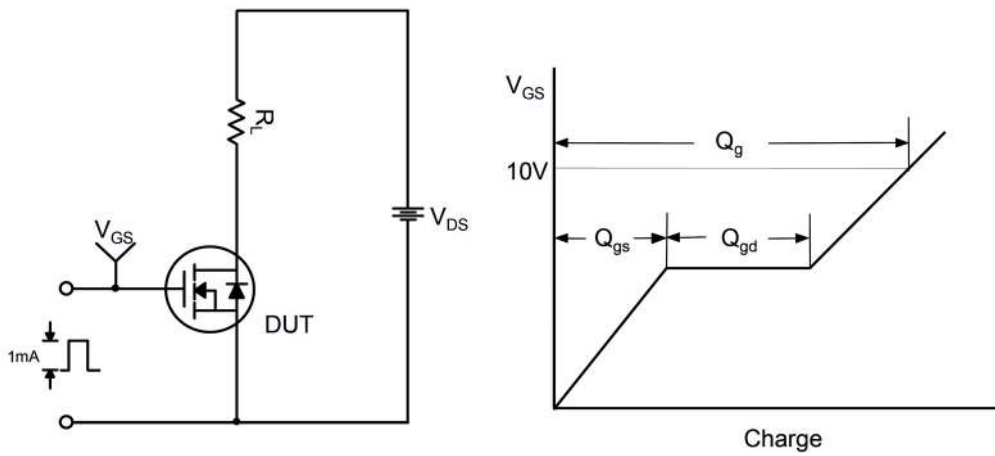 R_L
V_GS
V_DS
DUT
1mA
V_GS
Q_g
10V
Q_gs
Q_gd
Charge